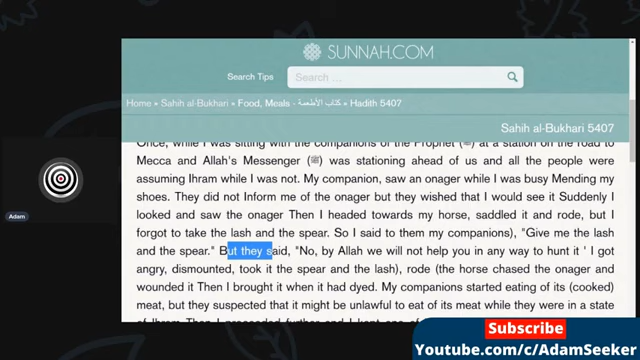 SUNNAH.COM
Search Tips
Search ...
Home » Sahih al-Bukhari » Food, Meals - كتاب الأطعمة » Hadith 5407
Sahih al-Bukhari 5407
Once, while I was sitting with the companions of the Prophet (ﷺ) at a station on the road to
Mecca and Allah's Messenger (ﷺ) was stationing ahead of us and all the people were
assuming Ihram while I was not. My companion, saw an onager while I was busy Mending my
shoes. They did not Inform me of the onager but they wished that I would see it Suddenly I
looked and saw the onager Then I headed towards my horse, saddled it and rode, but I
forgot to take the lash and the spear. So I said to them my companions), "Give me the lash
and the spear." But they said, "No, by Allah we will not help you in any way to hunt it ' I got
angry, dismounted, took it the spear and the lash), rode (the horse chased the onager and
wounded it Then I brought it when it had dyed. My companions started eating of its (cooked)
meat, but they suspected that it might be unlawful to eat of its meat while they were in a state
of Ihram Then I proceeded further and I kept one of
Adam
Subscribe
Youtube.com/c/AdamSeeker